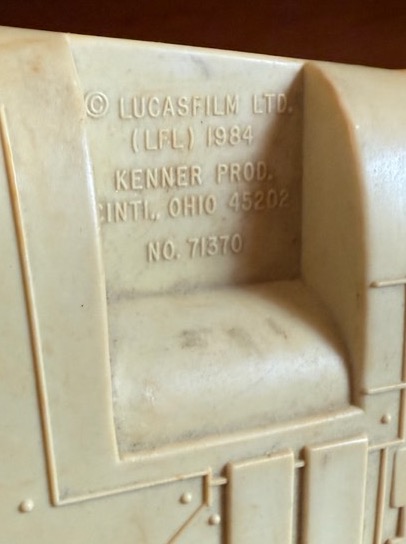 © LUCASFILM LTD.
(LFL) 1984
KENNER PROD.
CINTI., OHIO 45202
NO. 71370